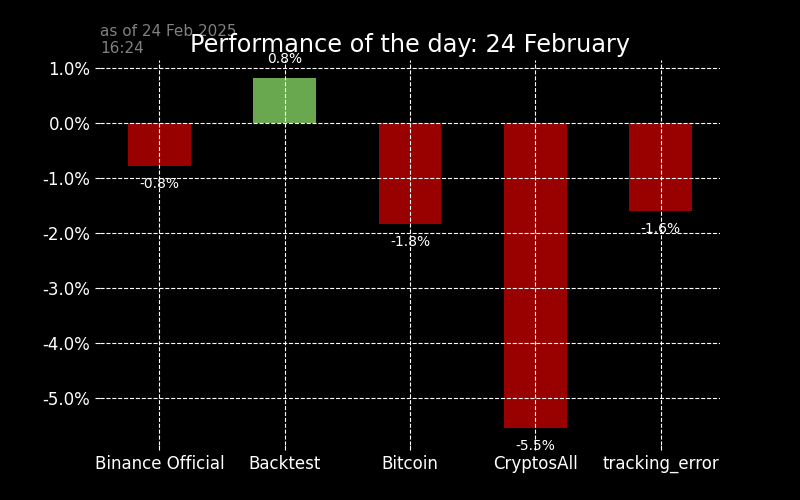 as of 24 Feb 2025
16:24
Performance of the day: 24 February
1.0%
0.0%
-1.0%
-2.0%
-3.0%
-4.0%
-5.0%
-0.8%
0.8%
-1.8%
-5.5%
-1.6%
Binance Official
Backtest
Bitcoin
CryptosAll
tracking_error